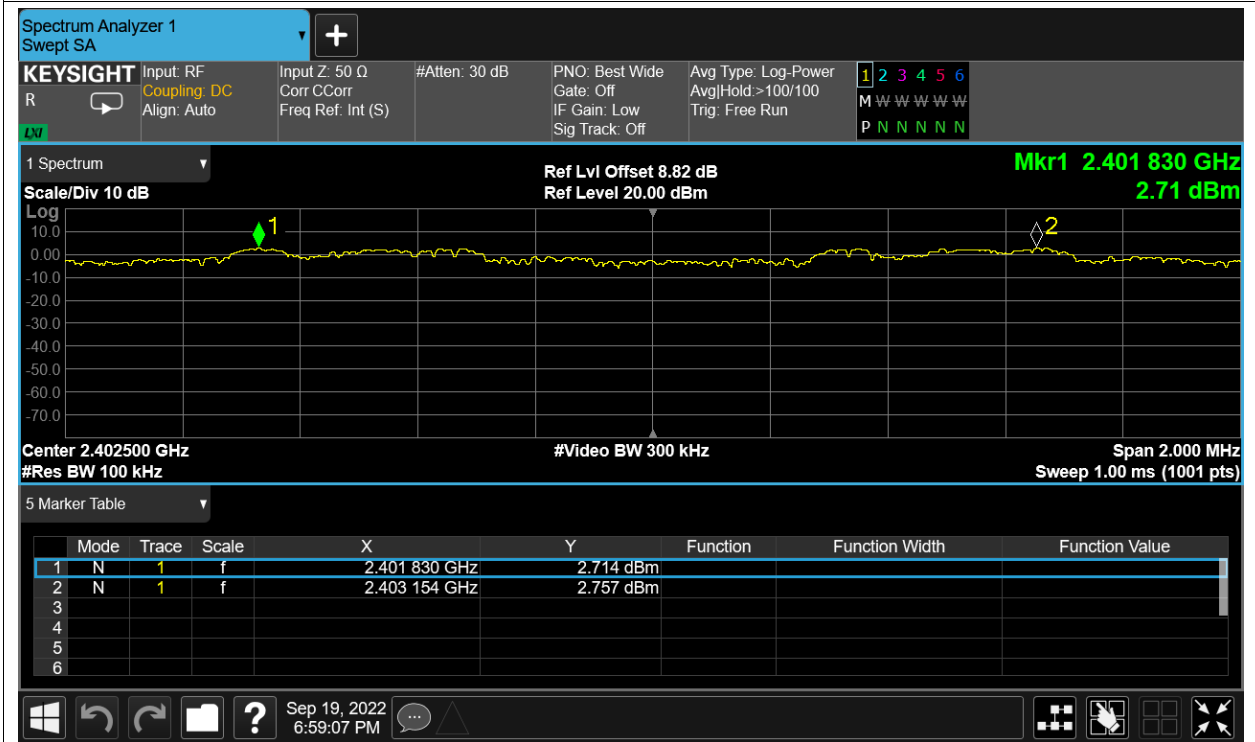 Spectrum Analyzer 1
Swept SA
KEYSIGHT
R
LXI
Input: RF
Coupling: DC
Align: Auto
Input Z: 50 Ω
Corr CCorr
Freq Ref: Int (S)
#Atten: 30 dB
PNO: Best Wide
Gate: Off
IF Gain: Low
Sig Track: Off
Avg Type: Log-Power
Avg|Hold:>100/100
Trig: Free Run
1 2 3 4 5 6
M W W W W W
P N N N N N
1 Spectrum
Scale/Div 10 dB
Ref Lvl Offset 8.82 dB
Ref Level 20.00 dBm
Mkr1 2.401 830 GHz
2.71 dBm
Log
10.0
0.00
-10.0
-20.0
-30.0
-40.0
-50.0
-60.0
-70.0
1
2
Center 2.402500 GHz
#Video BW 300 kHz
Span 2.000 MHz
#Res BW 100 kHz
Sweep 1.00 ms (1001 pts)
5 Marker Table
Mode Trace Scale X Y Function Function Width Function Value
1 N 1 f 2.401 830 GHz 2.714 dBm
2 N 1 f 2.403 154 GHz 2.757 dBm
3
4
5
6
?
Sep 19, 2022
6:59:07 PM